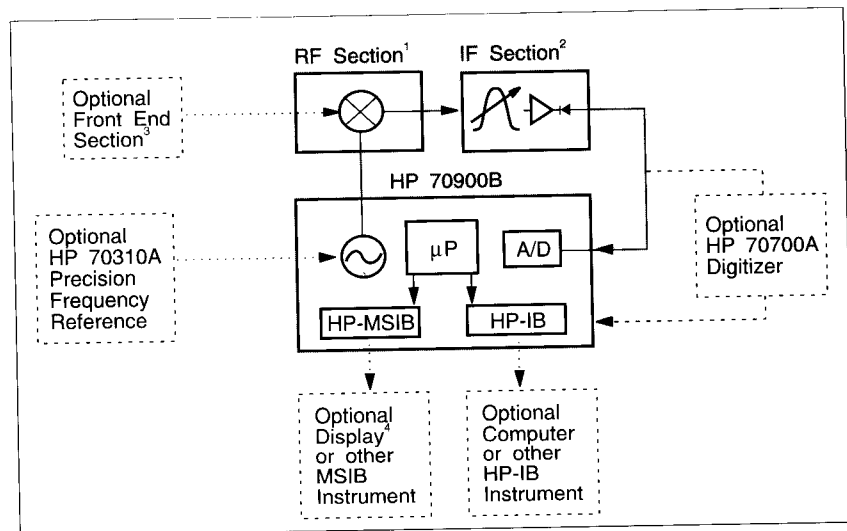 RF Section¹
IF Section²
Optional
Front End
Section³
HP 70900B
Optional
HP 70310A
Precision
Frequency
Reference
µP
A/D
Optional
HP 70700A
Digitizer
HP-MSIB
HP-IB
Optional
Display⁴
or other
MSIB
Instrument
Optional
Computer
or other
HP-IB
Instrument